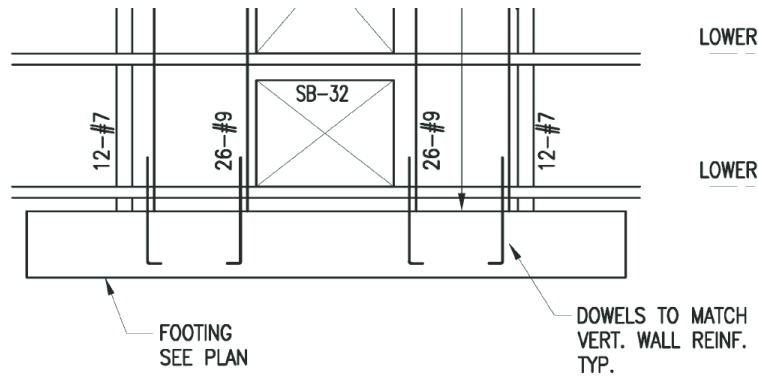 LOWER
SB-32
12-#7
26-#9
26-#9
12-#7
LOWER
FOOTING
SEE PLAN
DOWELS TO MATCH
VERT. WALL REINF.
TYP.